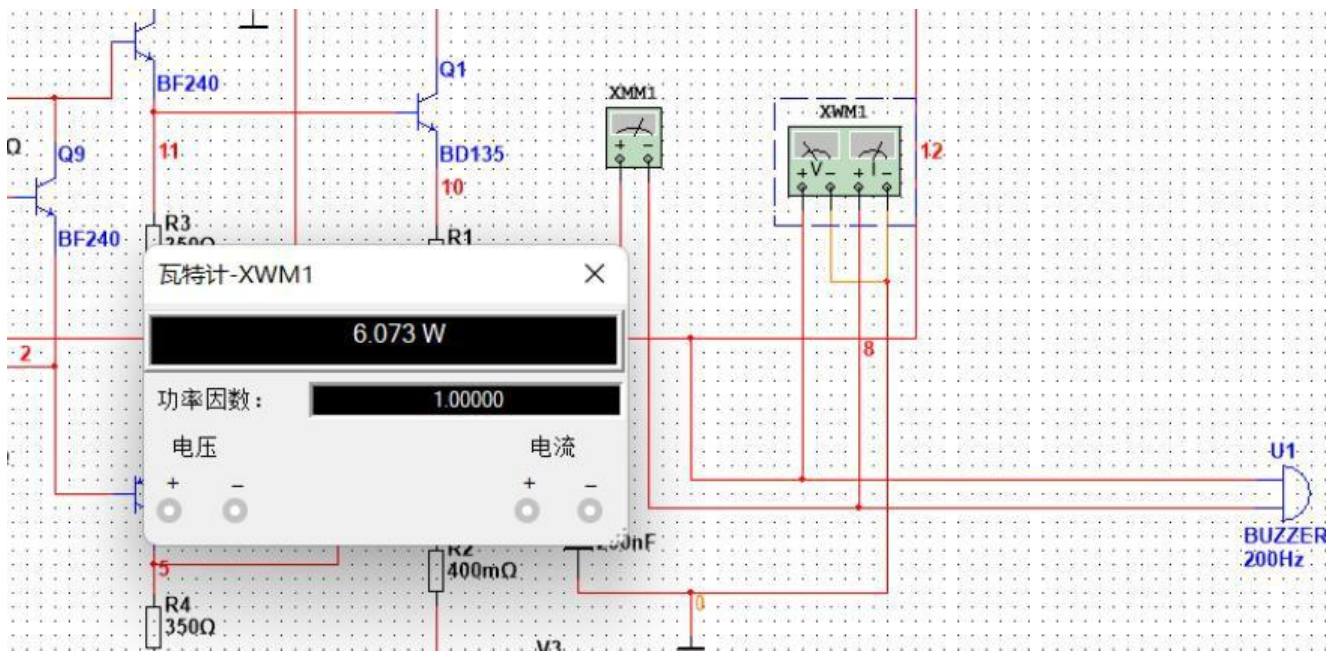 BF240
Q1
XMM1
XWM1
+ -
+ V - + I -
Ω
Q9
11
BD135
12
10
R3
R1
BF240
瓦特计-XWM1
6.073 W
2
8
功率因数：
1.00000
电压
电流
+ -
+ -
U1
BUZZER
200Hz
R2
400mΩ
5
0
R4
350Ω
V3